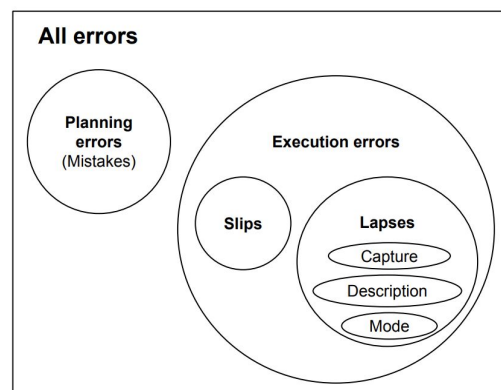 All errors
Planning
errors
(Mistakes)
Execution errors
Slips
Lapses
Capture
Description
Mode